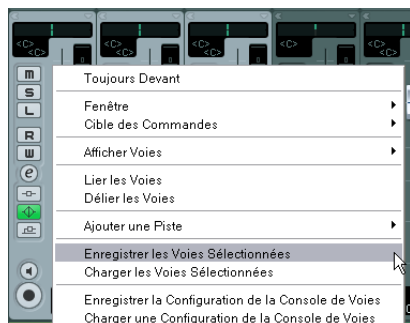 <C> <C> <C> <C> <C>
<C> <C> <C> <C> <C>
m
S
L
R
W
e
Toujours Devant
Fenêtre
Cible des Commandes
Afficher Voies
Lier les Voies
Délier les Voies
Ajouter une Piste
Enregistrer les Voies Sélectionnées
Charger les Voies Sélectionnées
Enregistrer la Configuration de la Console de Voies
Charger une Configuration de la Console de Voies